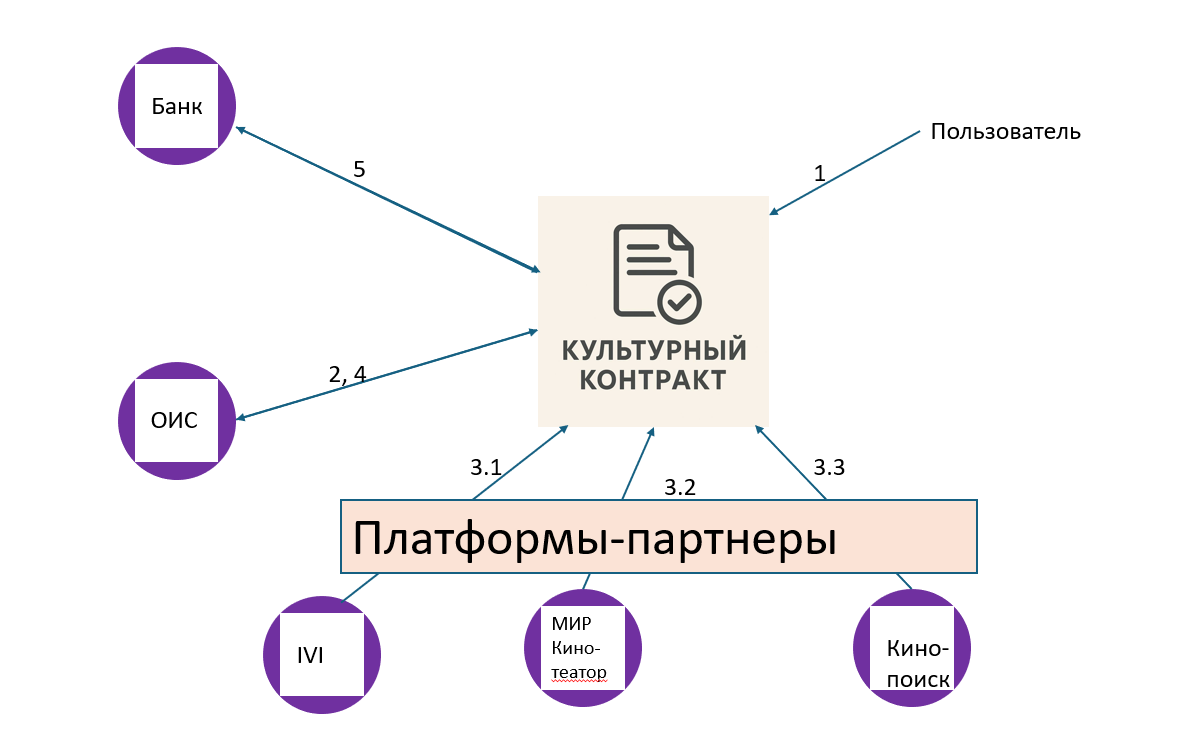 Банк
Пользователь
5
1
КУЛЬТУРНЫЙ
КОНТРАКТ
2, 4
ОИС
3.1
3.2
3.3
Платформы-партнеры
IVI
МИР
Кино-
театор
Кино-
поиск